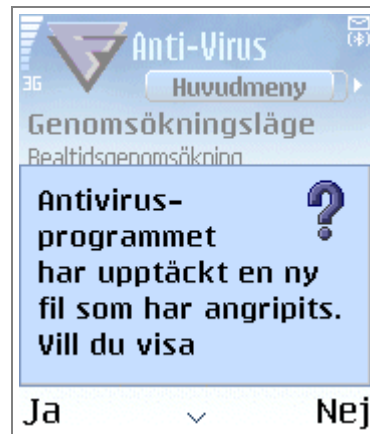 Anti-Virus
3G
Huvudmeny
Genomsökningsläge
Realtidsgenomsökning
Antivirus-
programmet
har upptäckt en ny
fil som har angripits.
Vill du visa
Ja
Nej